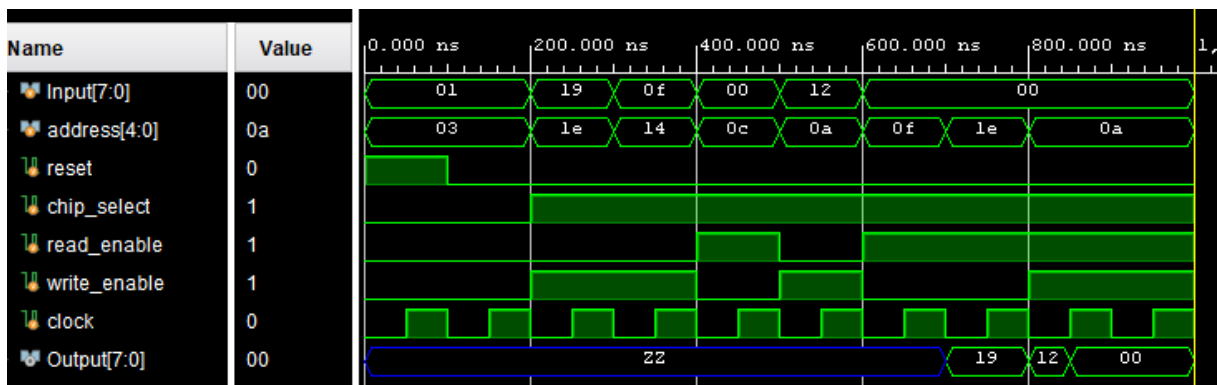 Name Value 0.000 ns 200.000 ns 400.000 ns 600.000 ns 800.000 ns 1,
Input[7:0] 00 01 19 0f 00 12 00
address[4:0] 0a 03 1e 14 0c 0a 0f 1e 0a
reset 0
chip_select 1
read_enable 1
write_enable 1
clock 0
Output[7:0] 00 ZZ 19 12 00